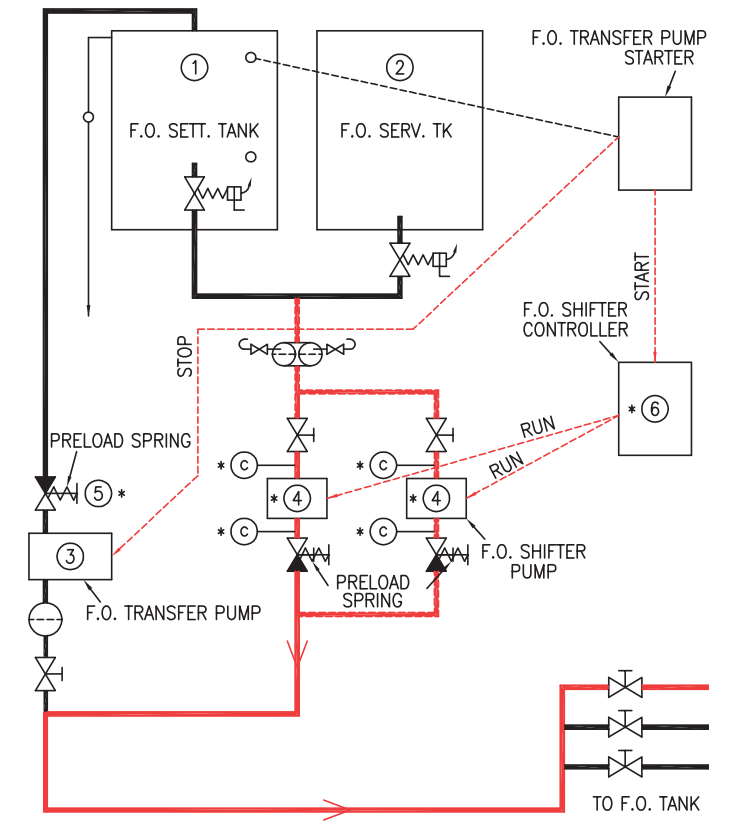 F.O. TRANSFER PUMP
STARTER
1
2
F.O. SETT. TANK
F.O. SERV. TK
START
F.O. SHIFTER
CONTROLLER
STOP
* 6
RUN
RUN
PRELOAD SPRING
* C
* C
5 *
* 4
* 4
* C
* C
3
F.O. SHIFTER
PUMP
PRELOAD
SPRING
F.O. TRANSFER PUMP
TO F.O. TANK